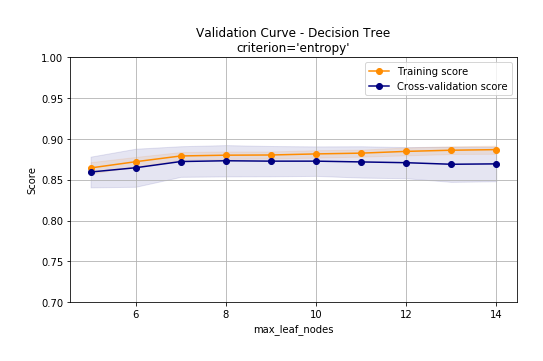 Validation Curve - Decision Tree
criterion='entropy'
1.00
0.95
0.90
0.85
0.80
0.75
0.70
Score
Training score
Cross-validation score
6 8 10 12 14
max_leaf_nodes